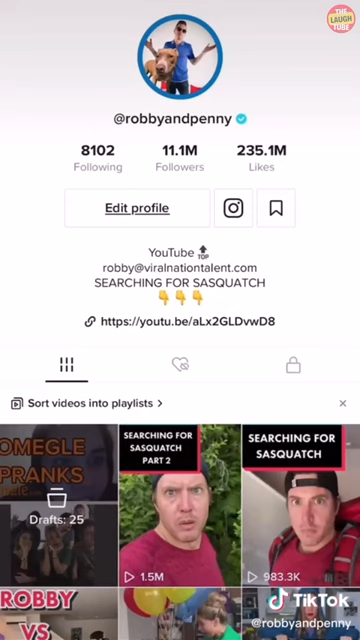 THE
LAUGH
TUBE
@robbyandpenny
8102
Following
11.1M
Followers
235.1M
Likes
Edit profile
YouTube 🔝
robby@viralnationtalent.com
SEARCHING FOR SASQUATCH
👇👇👇
https://youtu.be/aLx2GLDvwD8
Sort videos into playlists >
OMEGLE
PRANKS
Drafts: 25
SEARCHING FOR
SASQUATCH
PART 2
1.5M
SEARCHING FOR
SASQUATCH
983.3K
ROBBY
VS
TikTok
@robbyandpenny